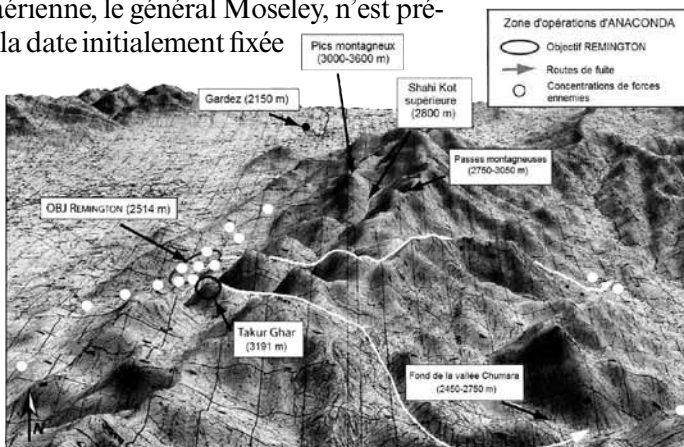 aérienne, le général Moseley, n'est pré-
la date initialement fixée
Zone d'opérations d'ANACONDA
Objectif REMINGTON
Routes de fuite
Concentrations de forces
ennemies
Pics montagneux
(3000-3600 m)
Gardez (2150 m)
Shahi Kot
supérieure
(2800 m)
Passes montagneuses
(2750-3050 m)
OBJ REMINGTON (2514 m)
Takur Ghar
(3191 m)
Fond de la vallée Chumara
(2450-2750 m)
N